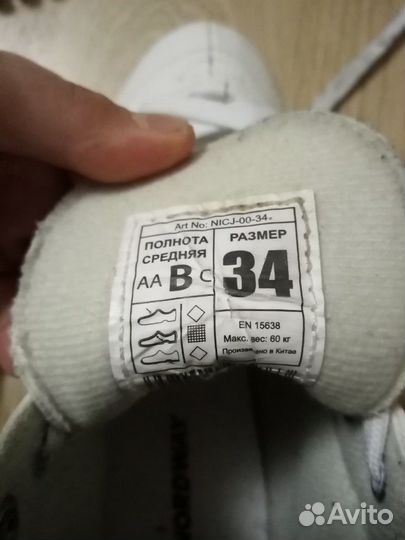 Art No: NICJ-00-34
ПОЛНОТА
СРЕДНЯЯ
AA B C
РАЗМЕР
34
EN 15638
Макс. вес: 60 кг
Произведено в Китае
NORDWAY
Avito